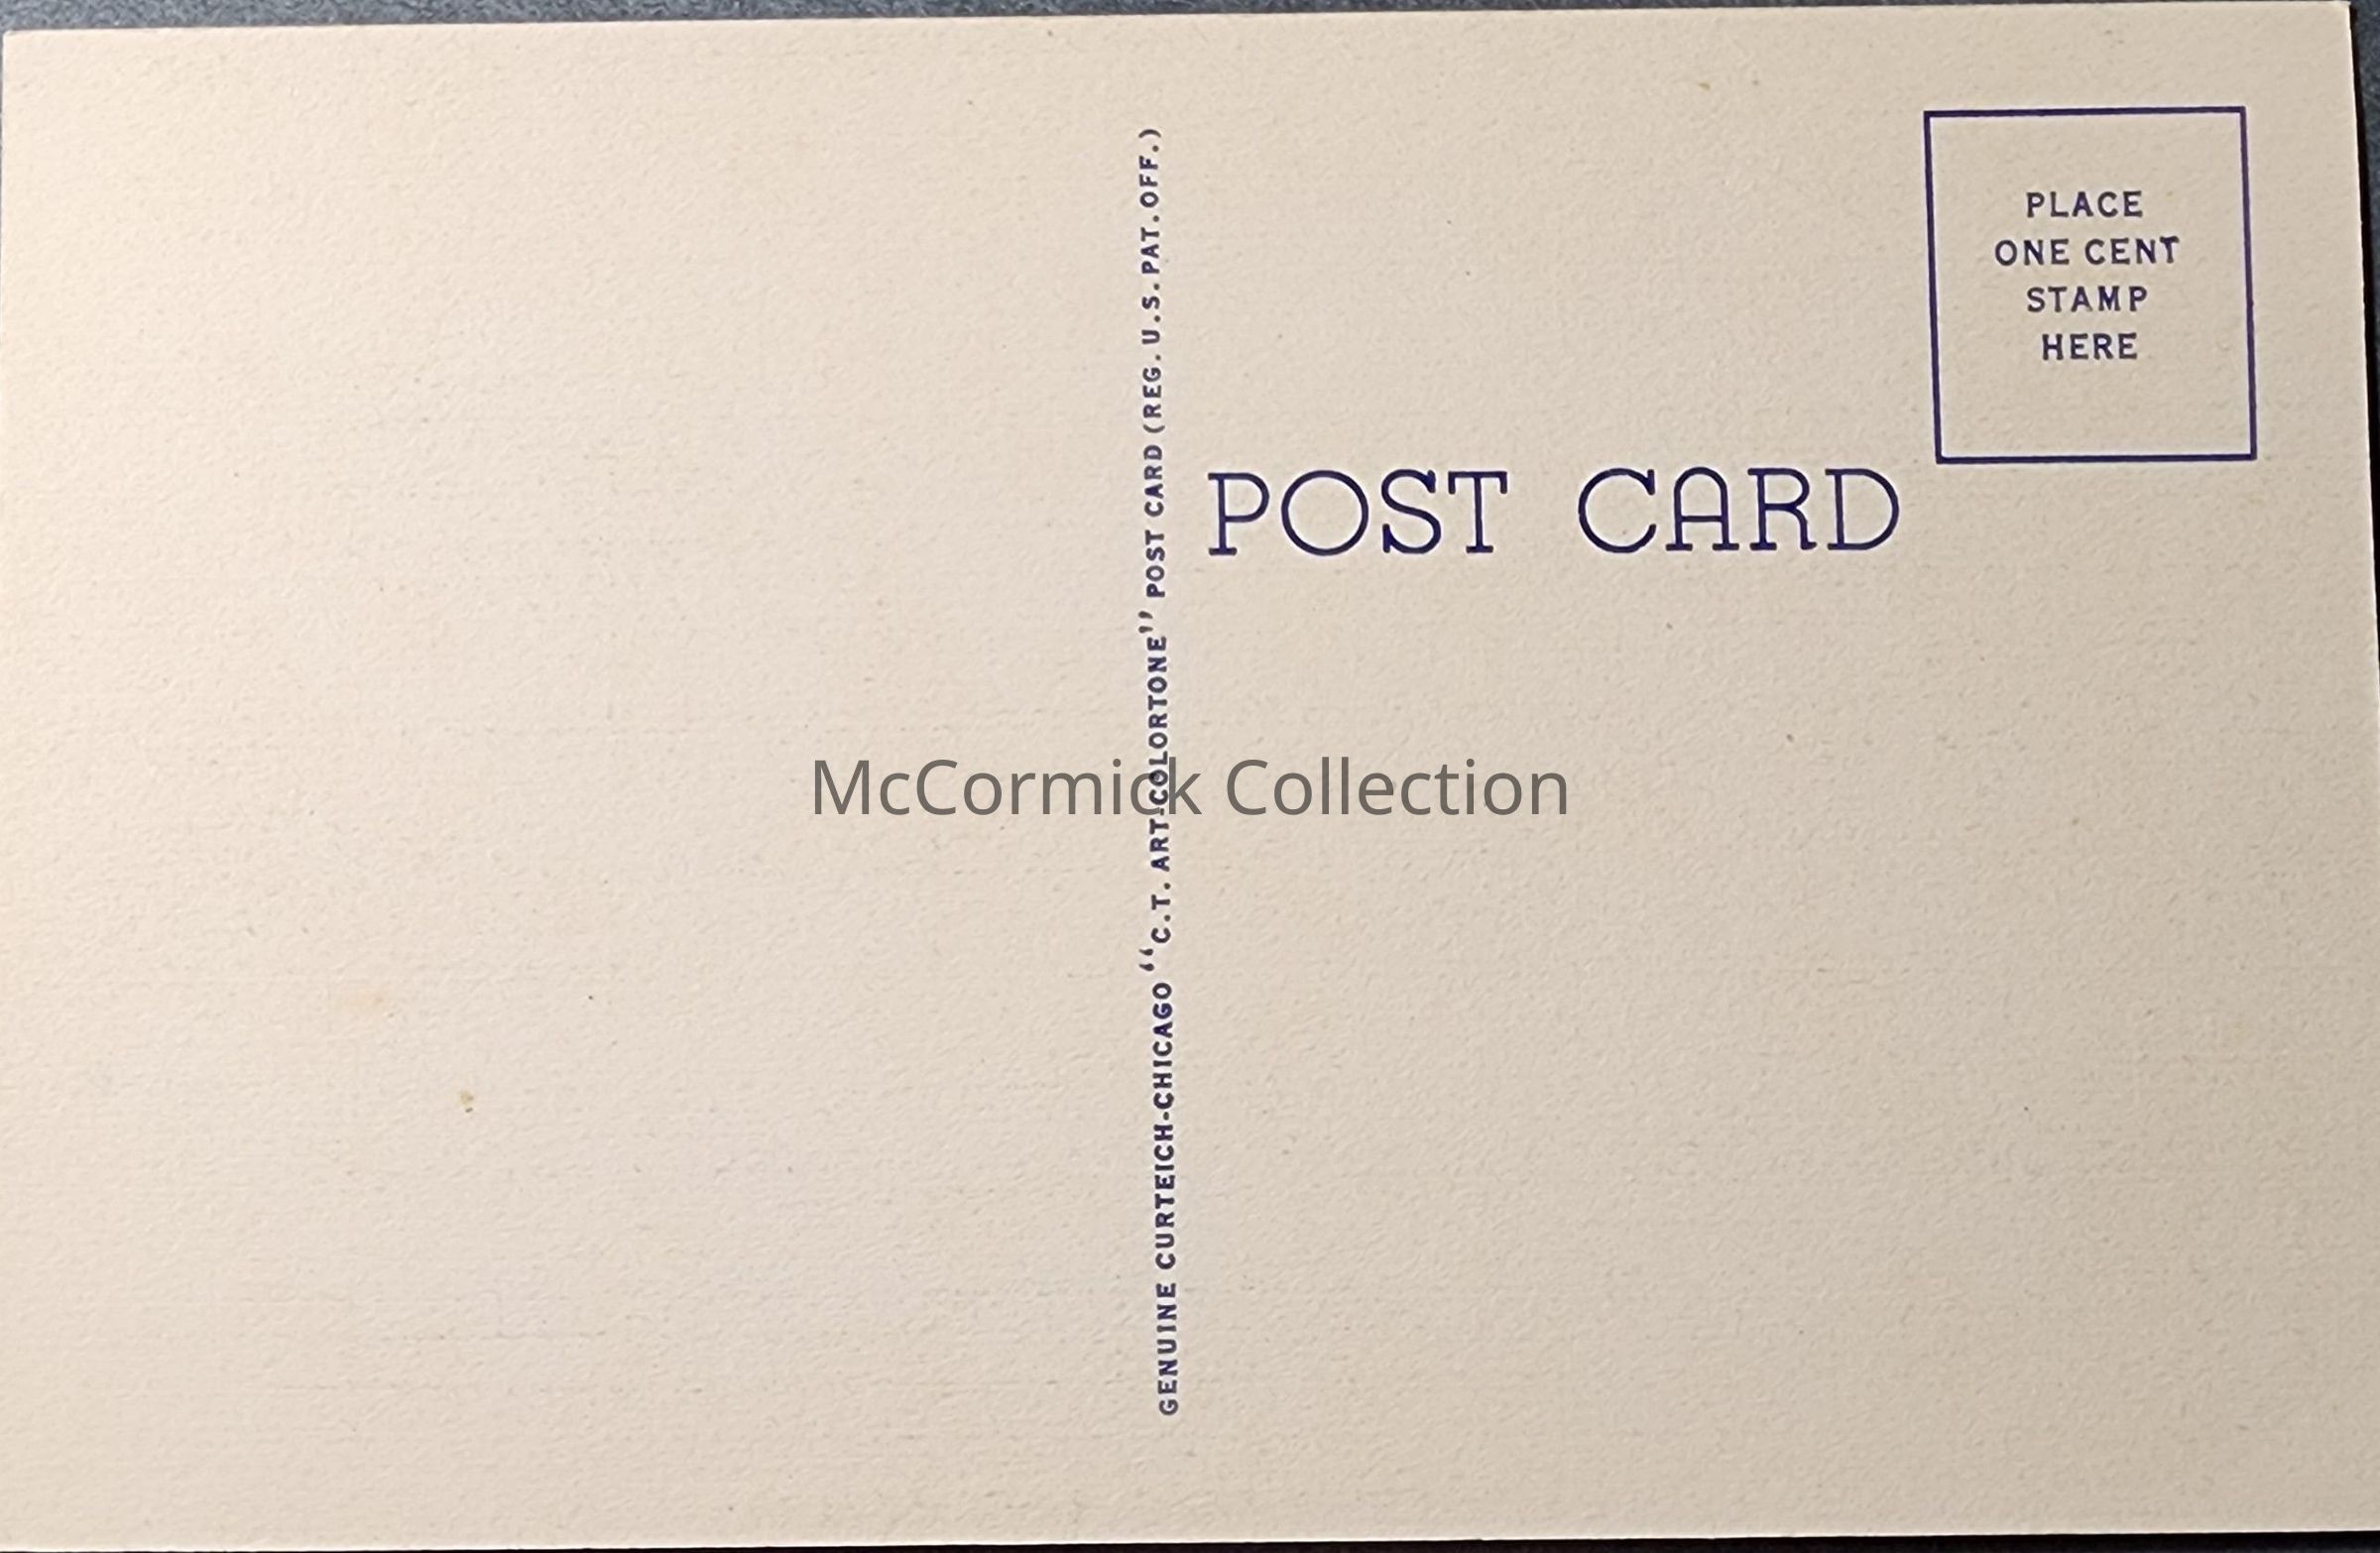 PLACE
ONE CENT
STAMP
HERE
POST CARD
GENUINE CURTEICH-CHICAGO "C.T. ART-COLORTONE" POST CARD (REG. U.S. PAT. OFF.)
McCormick Collection